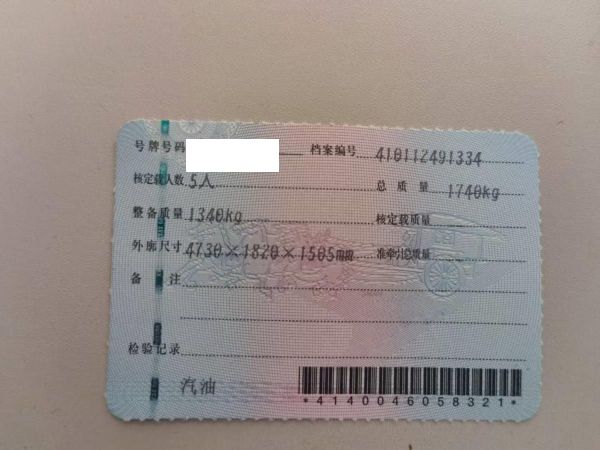 号牌号码 档案编号 410112491334
核定载人数 5人 总质量 1740kg
整备质量 1340kg 核定载质量
外廓尺寸 4730×1820×1505mm 准牵引总质量
备注
检验记录
汽油
*4140046058321*